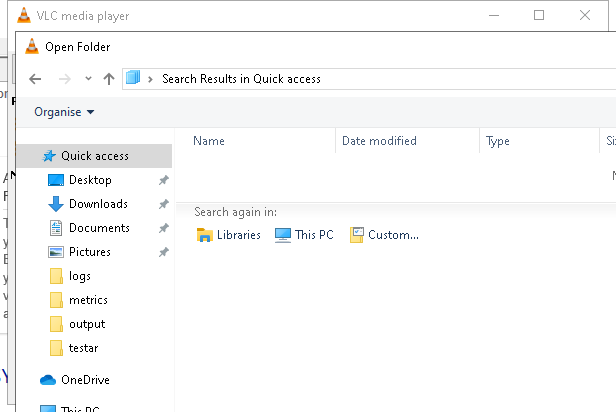 VLC media player
Open Folder
Search Results in Quick access
Organise
Name Date modified Type
Quick access
Desktop
Downloads
Documents
Pictures
logs
metrics
output
testar
OneDrive
This PC
Search again in:
Libraries This PC Custom...